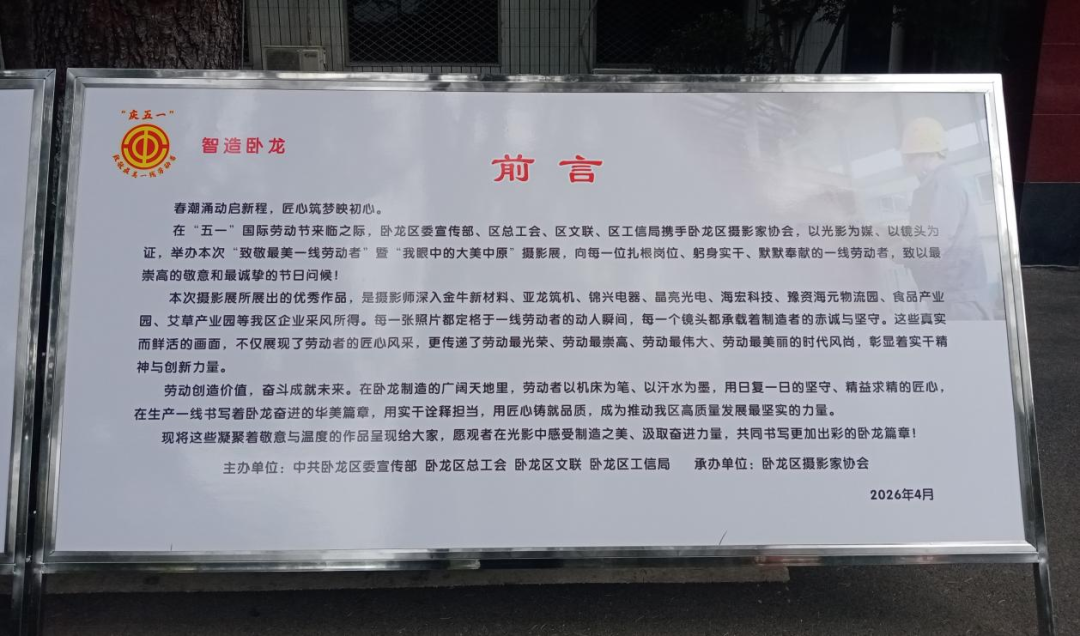 "庆五一"
致敬最美一线劳动者
智造卧龙
前言
春潮涌动启新程，匠心筑梦映初心。
在"五一"国际劳动节来临之际，卧龙区委宣传部、区总工会、区文联、区工信局携手卧龙区摄影家协会，以光影为媒、以镜头为
证，举办本次"致敬最美一线劳动者"暨"我眼中的大美中原"摄影展，向每一位扎根岗位、躬身实干、默默奉献的一线劳动者，致以最
崇高的敬意和最诚挚的节日问候！
本次摄影展所展出的优秀作品，是摄影师深入金牛新材料、亚龙筑机、锦兴电器、晶亮光电、海宏科技、豫资海元物流园、食品产业
园、艾草产业园等我区企业采风所得。每一张照片都定格于一线劳动者的动人瞬间，每一个镜头都承载着制造者的赤诚与坚守。这些真实
而鲜活的画面，不仅展现了劳动者的匠心风采，更传递了劳动最光荣、劳动最崇高、劳动最伟大、劳动最美丽的时代风尚，彰显着实干精
神与创新力量。
劳动创造价值，奋斗成就未来。在卧龙制造的广阔天地里，劳动者以机床为笔、以汗水为墨，用日复一日的坚守、精益求精的匠心，
在生产一线书写着卧龙奋进的华美篇章，用实干诠释担当，用匠心铸就品质，成为推动我区高质量发展最坚实的力量。
现将这些凝聚着敬意与温度的作品呈现给大家，愿观者在光影中感受制造之美、汲取奋进力量，共同书写更加出彩的卧龙篇章！
主办单位：中共卧龙区委宣传部 卧龙区总工会 卧龙区文联 卧龙区工信局 承办单位：卧龙区摄影家协会
2026年4月